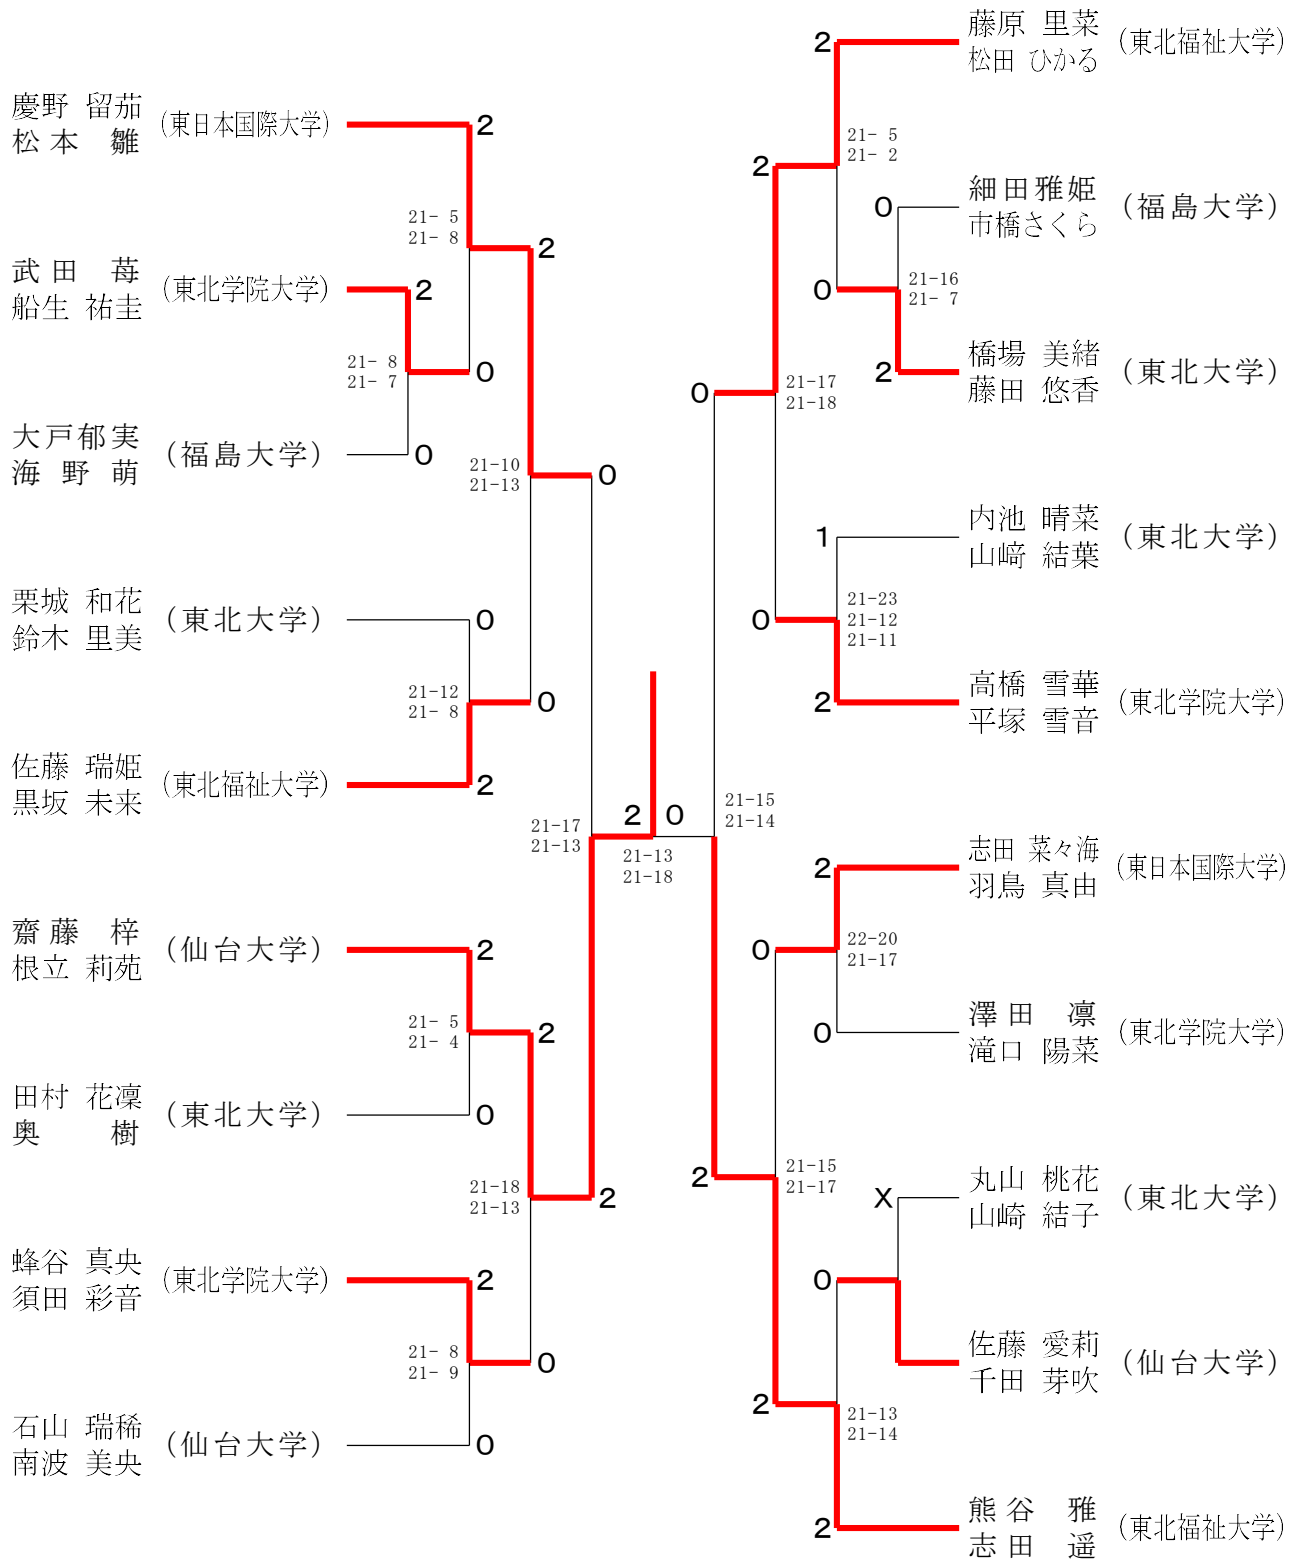 慶野 留茄
松本 雛
(東日本国際大学)
2
21- 5
21- 8
2
武田 苺
船生 祐圭
(東北学院大学)
2
21- 8
21- 7
0
大戸郁実
海野 萌
(福島大学)
0
21-10
21-13
0
栗城 和花
鈴木 里美
(東北大学)
0
21-12
21- 8
0
佐藤 瑞姫
黒坂 未来
(東北福祉大学)
2
21-17
21-13
齋藤 梓
根立 莉苑
(仙台大学)
2
21- 5
21- 4
2
田村 花凜
奥 樹
(東北大学)
0
21-18
21-13
2
蜂谷 真央
須田 彩音
(東北学院大学)
2
21- 8
21- 9
0
石山 瑞稀
南波 美央
(仙台大学)
0
2 0
21-13
21-18
2
藤原 里菜
松田 ひかる
(東北福祉大学)
21- 5
21- 2
2
0
細田雅姫
市橋さくら
(福島大学)
0
21-16
21- 7
2
橋場 美緒
藤田 悠香
(東北大学)
0
21-17
21-18
1
内池 晴菜
山﨑 結葉
(東北大学)
0
21-23
21-12
21-11
2
高橋 雪華
平塚 雪音
(東北学院大学)
21-15
21-14
2
志田 菜々海
羽鳥 真由
(東日本国際大学)
0
22-20
21-17
0
澤田 凛
滝口 陽菜
(東北学院大学)
2
21-15
21-17
X
丸山 桃花
山崎 結子
(東北大学)
0
佐藤 愛莉
千田 芽吹
(仙台大学)
2
21-13
21-14
2
熊谷 雅
志田 遥
(東北福祉大学)